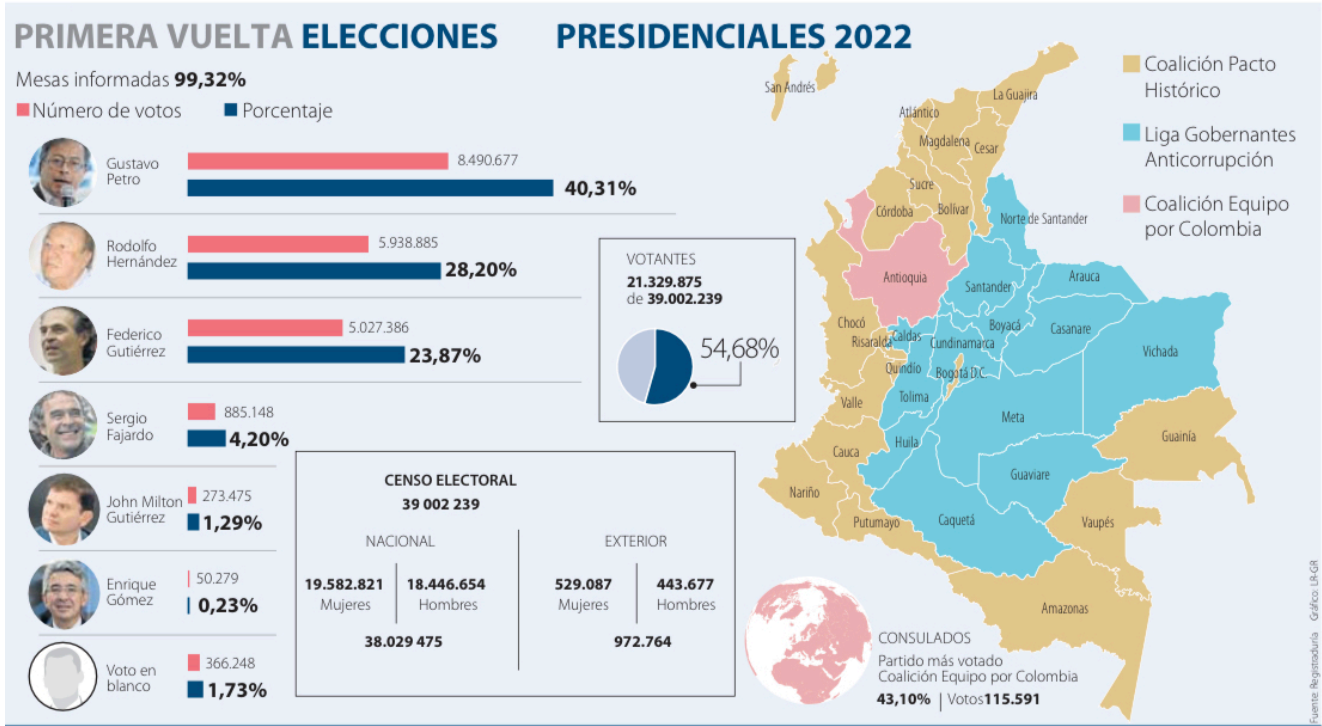 PRIMERA VUELTA ELECCIONES PRESIDENCIALES 2022
Mesas informadas 99,32%
Número de votos
Porcentaje
Gustavo
Petro
8.490.677
40,31%
Rodolfo
Hernández
5.938.885
28,20%
Federico
Gutiérrez
5.027.386
23,87%
Sergio
Fajardo
885.148
4,20%
John Milton
Gutiérrez
273.475
1,29%
Enrique
Gómez
50.279
0,23%
Voto en
blanco
366.248
1,73%
VOTANTES
21.329.875
de 39.002.239
54,68%
CENSO ELECTORAL
39 002 239
NACIONAL
19.582.821
Mujeres
18.446.654
Hombres
38.029 475
EXTERIOR
529.087
Mujeres
443.677
Hombres
972.764
Coalición Pacto
Histórico
Liga Gobernantes
Anticorrupción
Coalición Equipo
por Colombia
San Andrés
La Guajira
Atlántico
Magdalena
Cesar
Sucre
Bolívar
Córdoba
Norte de Santander
Antioquia
Santander
Arauca
Chocó
Boyacá
Casanare
Risaralda
Caldas
Cundinamarca
Vichada
Quindío
Bogotá D.C.
Valle
Tolima
Meta
Huila
Guainía
Cauca
Guaviare
Nariño
Putumayo
Caquetá
Vaupés
Amazonas
CONSULADOS
Partido más votado
Coalición Equipo por Colombia
43,10% | Votos 115.591
Fuente: Registraduría Gráfico: LR-GR